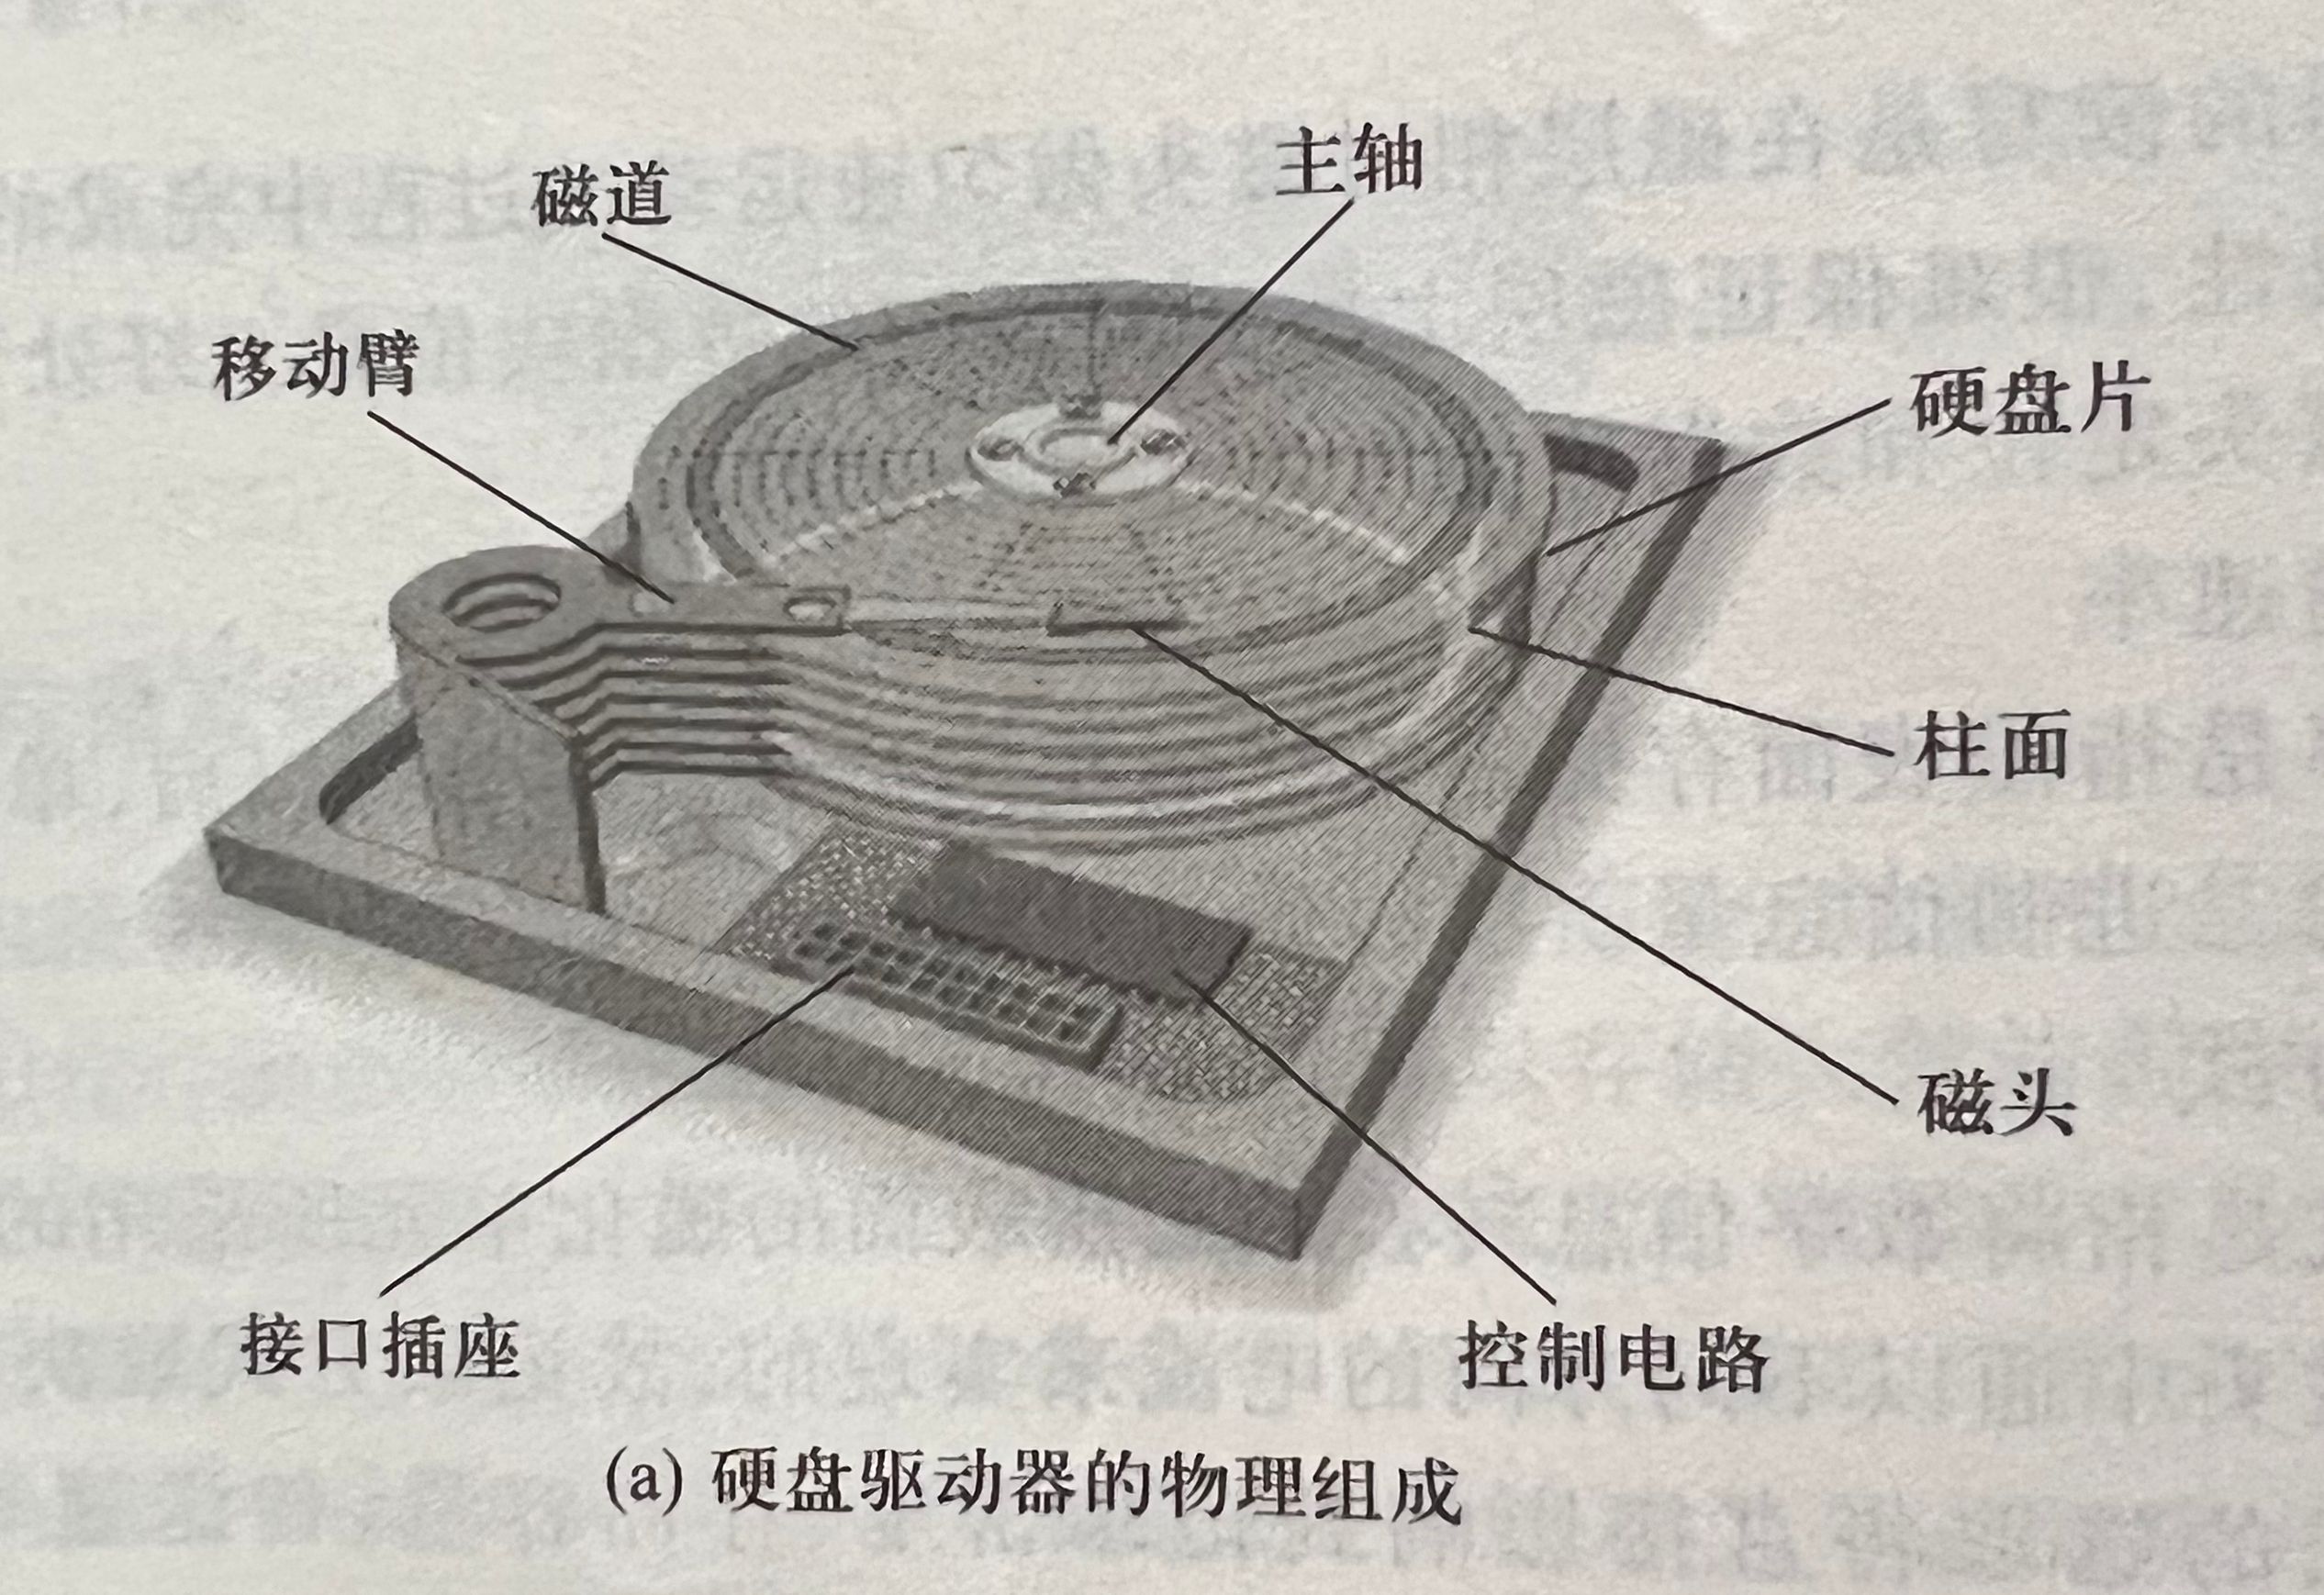 主轴
磁道
移动臂
硬盘片
柱面
磁头
接口插座
控制电路
(a) 硬盘驱动器的物理组成